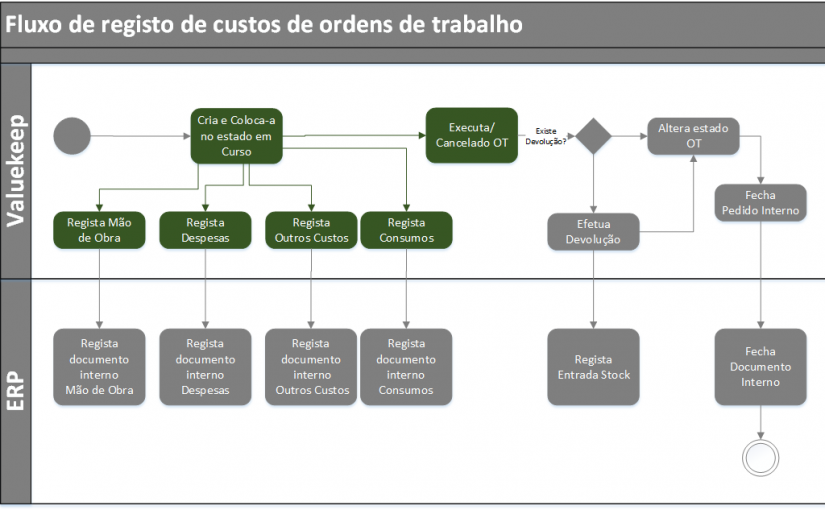 Fluxo de registo de custos de ordens de trabalho
Valuekeep
Cria e Coloca-a
no estado em
Curso
Executa/
Cancelado OT
Existe
Devolução?
Altera estado
OT
Regista Mão
de Obra
Regista
Despesas
Regista
Outros Custos
Regista
Consumos
Efetua
Devolução
Fecha
Pedido Interno
ERP
Regista
documento
interno
Mão de Obra
Regista
documento
interno
Despesas
Regista
documento
interno
Outros Custos
Regista
documento
interno
Consumos
Regista
Entrada Stock
Fecha
Documento
Interno